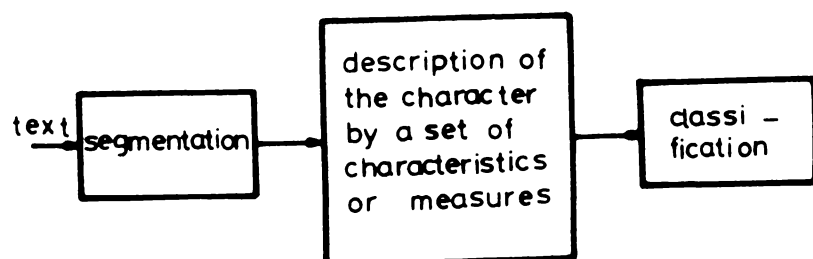 text
segmentation
description of
the character
by a set of
characteristics
or measures
classi -
fication